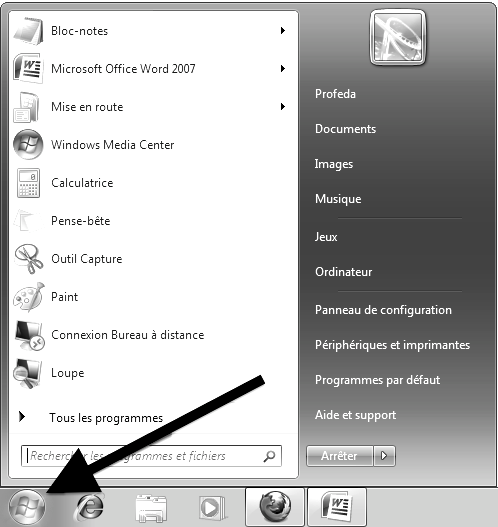 Bloc-notes
Microsoft Office Word 2007
Mise en route
Windows Media Center
Calculatrice
Pense-bête
Outil Capture
Paint
Connexion Bureau à distance
Loupe
Tous les programmes
Rechercher les programmes et fichiers
Profeda
Documents
Images
Musique
Jeux
Ordinateur
Panneau de configuration
Périphériques et imprimantes
Programmes par défaut
Aide et support
Arrêter